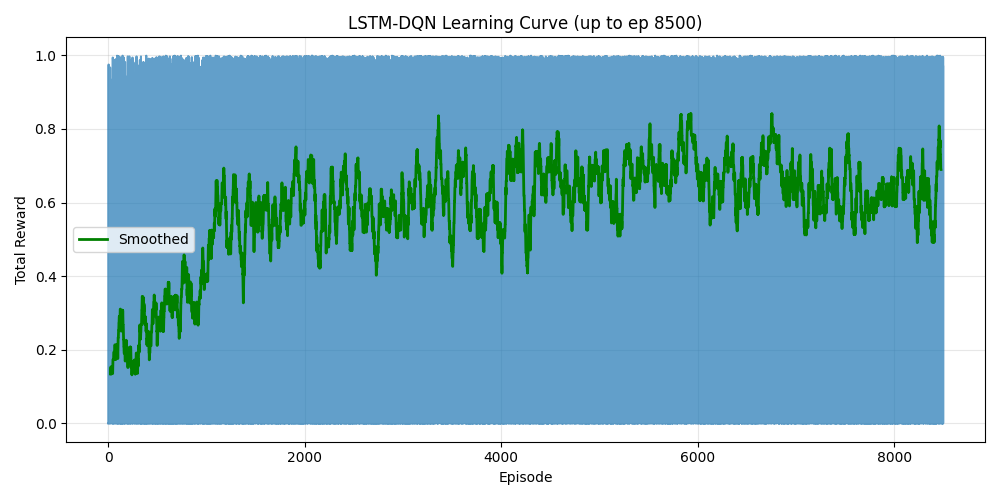 LSTM-DQN Learning Curve (up to ep 8500)
1.0
0.8
0.6
0.4
0.2
0.0
Total Reward
Smoothed
0 2000 4000 6000 8000
Episode